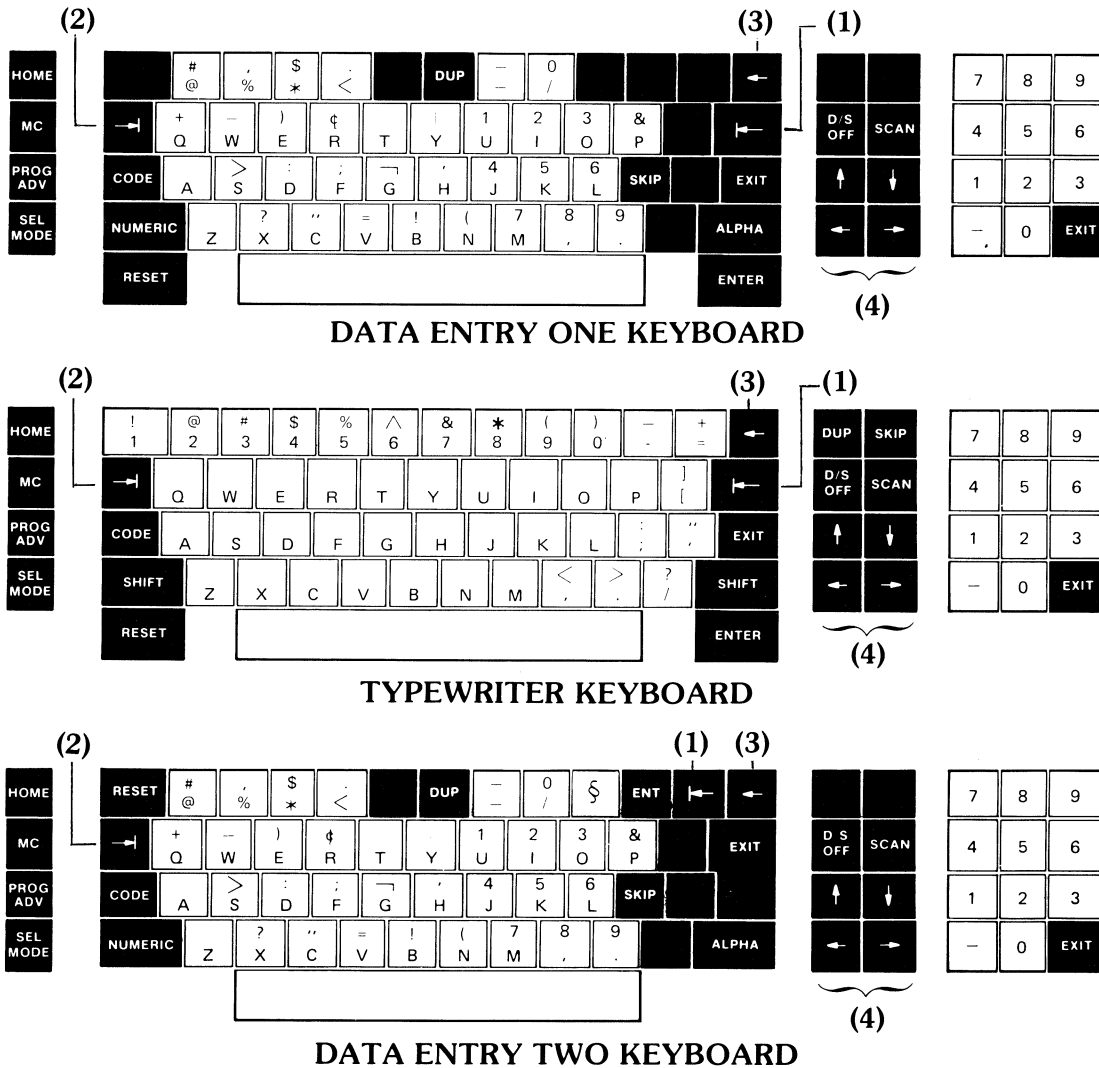 (2) (3) (1)
HOME # @ , % $ * . < DUP — – 0 / ← 7 8 9
MC →| + Q — W ) E ¢ R T | Y 1 U 2 I 3 O & P |← D/S OFF SCAN 4 5 6
PROG ADV CODE A > S : D ; F ¬ G ' H 4 J 5 K 6 L SKIP EXIT ↑ ↓ 1 2 3
SEL MODE NUMERIC Z ? X " C = V ! B ( N 7 M 8 , 9 . ALPHA ← → –. 0 EXIT
RESET ENTER
(4)
DATA ENTRY ONE KEYBOARD
(2) (3) (1)
HOME ! 1 @ 2 # 3 $ 4 % 5 ^ 6 & 7 * 8 ( 9 ) 0 — - + = ← DUP SKIP 7 8 9
MC →| Q W E R T Y U I O P ] [ |← D/S OFF SCAN 4 5 6
PROG ADV CODE A S D F G H J K L : ; " ' EXIT ↑ ↓ 1 2 3
SEL MODE SHIFT Z X C V B N M < , > . ? / SHIFT ← → – 0 EXIT
RESET ENTER
(4)
TYPEWRITER KEYBOARD
(2) (1) (3)
HOME RESET # @ , % $ * . < DUP — – 0 / § ENT |← ← 7 8 9
MC →| + Q — W ) E ¢ R T Y 1 U 2 I 3 O & P EXIT D S OFF SCAN 4 5 6
PROG ADV CODE A > S : D ; F ¬ G ' H 4 J 5 K 6 L SKIP ↑ ↓ 1 2 3
SEL MODE NUMERIC Z ? X " C = V ! B ( N 7 M 8 , 9 . ALPHA ← → – 0 EXIT
(4)
DATA ENTRY TWO KEYBOARD